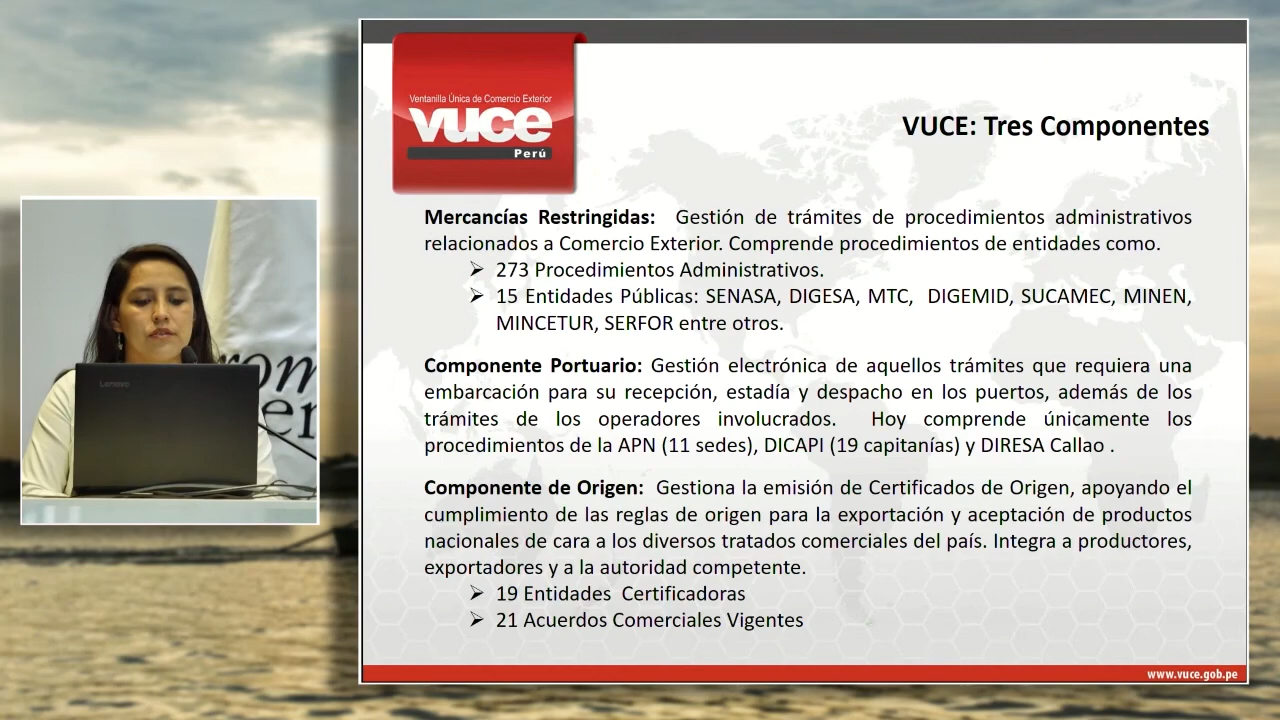 Ventanilla Única de Comercio Exterior
vuce
Perú
VUCE: Tres Componentes
Mercancías Restringidas: Gestión de trámites de procedimientos administrativos
relacionados a Comercio Exterior. Comprende procedimientos de entidades como.
➢ 273 Procedimientos Administrativos.
➢ 15 Entidades Públicas: SENASA, DIGESA, MTC, DIGEMID, SUCAMEC, MINEN,
MINCETUR, SERFOR entre otros.
Componente Portuario: Gestión electrónica de aquellos trámites que requiera una
embarcación para su recepción, estadía y despacho en los puertos, además de los
trámites de los operadores involucrados. Hoy comprende únicamente los
procedimientos de la APN (11 sedes), DICAPI (19 capitanías) y DIRESA Callao .
Componente de Origen: Gestiona la emisión de Certificados de Origen, apoyando el
cumplimiento de las reglas de origen para la exportación y aceptación de productos
nacionales de cara a los diversos tratados comerciales del país. Integra a productores,
exportadores y a la autoridad competente.
➢ 19 Entidades Certificadoras
➢ 21 Acuerdos Comerciales Vigentes
www.vuce.gob.pe
Lenovo